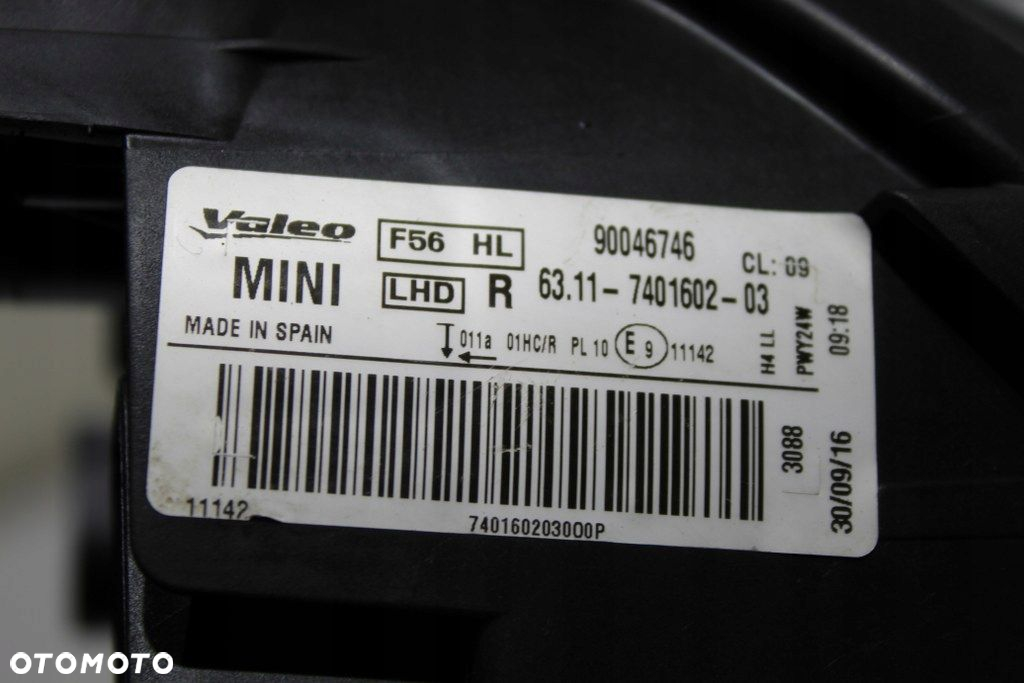 Valeo F56 HL 90046746 CL: 09
MINI LHD R 63.11-7401602-03
MADE IN SPAIN 011a 01HC/R PL 10 E 9 11142
H4 LL
PWY24W
09:18
3088
30/09/16
11142
740160203000P
OTOMOTO